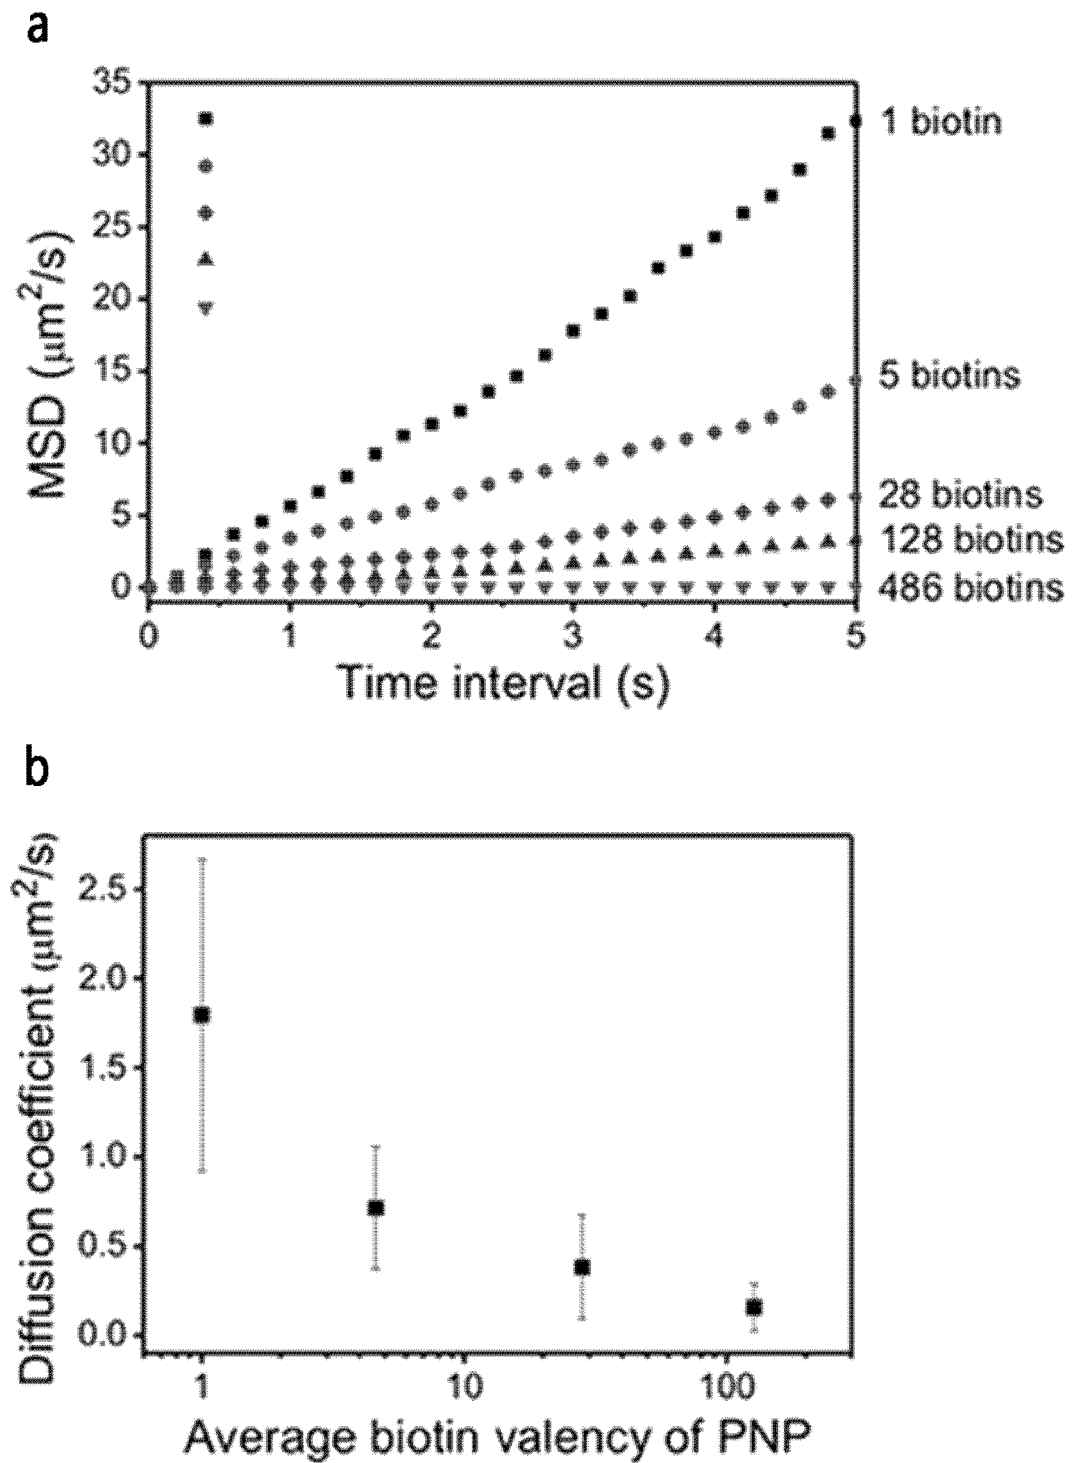 a
35
30
25
20
15
10
5
0
MSD (μm²/s)
1 biotin
5 biotins
28 biotins
128 biotins
486 biotins
0 1 2 3 4 5
Time interval (s)
b
2.5
2.0
1.5
1.0
0.5
0.0
Diffusion coefficient (μm²/s)
1 10 100
Average biotin valency of PNP